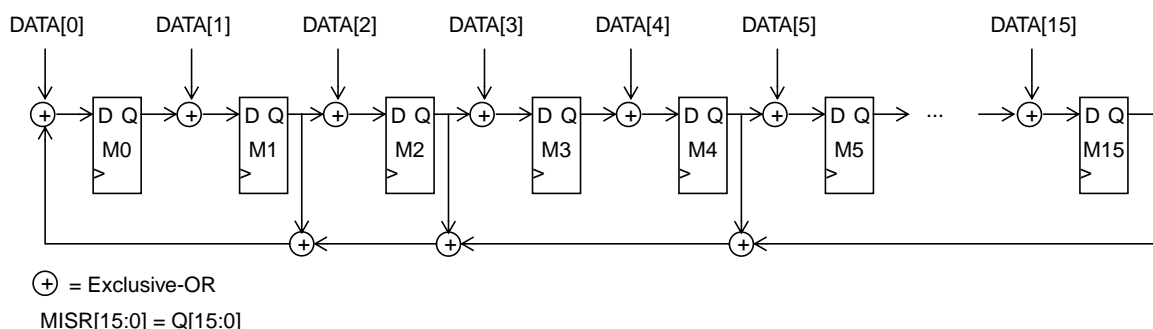 DATA[0] DATA[1] DATA[2] DATA[3] DATA[4] DATA[5] DATA[15]
+ + + + + + +
D Q D Q D Q D Q D Q D Q ... D Q
M0 M1 M2 M3 M4 M5 M15
> > > > > > >
+ + +
+ = Exclusive-OR
MISR[15:0] = Q[15:0]